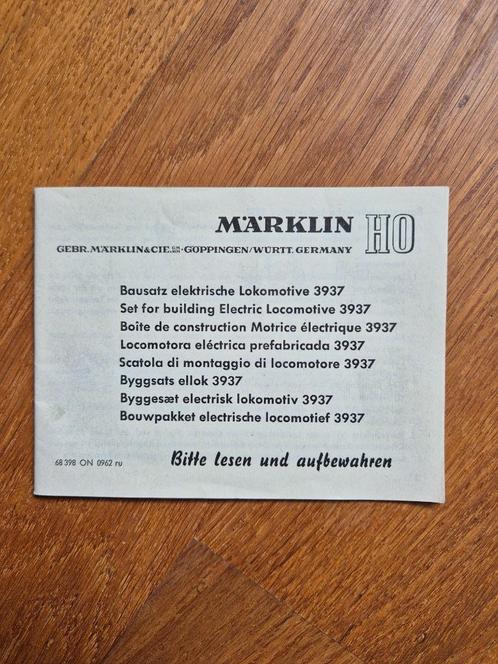 MÄRKLIN HO
GEBR. MÄRKLIN & CIE. GMBH · GÖPPINGEN/WÜRTT. GERMANY
Bausatz elektrische Lokomotive 3937
Set for building Electric Locomotive 3937
Boîte de construction Motrice électrique 3937
Locomotora eléctrica prefabricada 3937
Scatola di montaggio di locomotore 3937
Byggsats ellok 3937
Byggesæt electrisk lokomotiv 3937
Bouwpakket electrische locomotief 3937
68 398 ON 0962 ru
Bitte lesen und aufbewahren